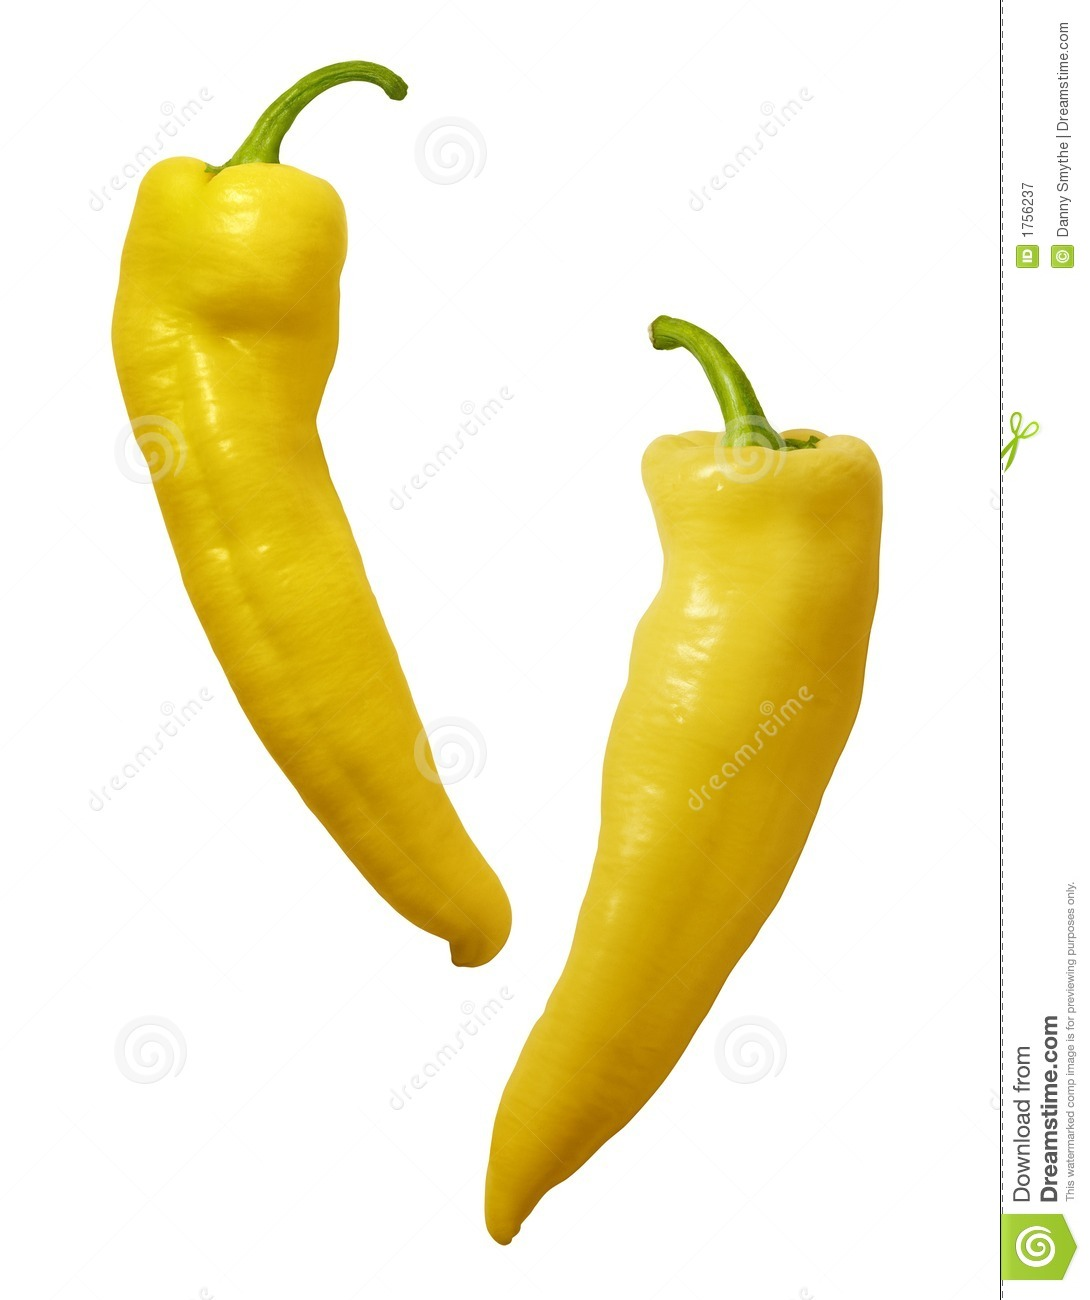 dreamstime
dreamstime
dreamstime
dreamstime
dreamstime
dreamstime
ID 1756237
© Danny Smythe | Dreamstime.com
Download from
Dreamstime.com
This watermarked comp image is for previewing purposes only.